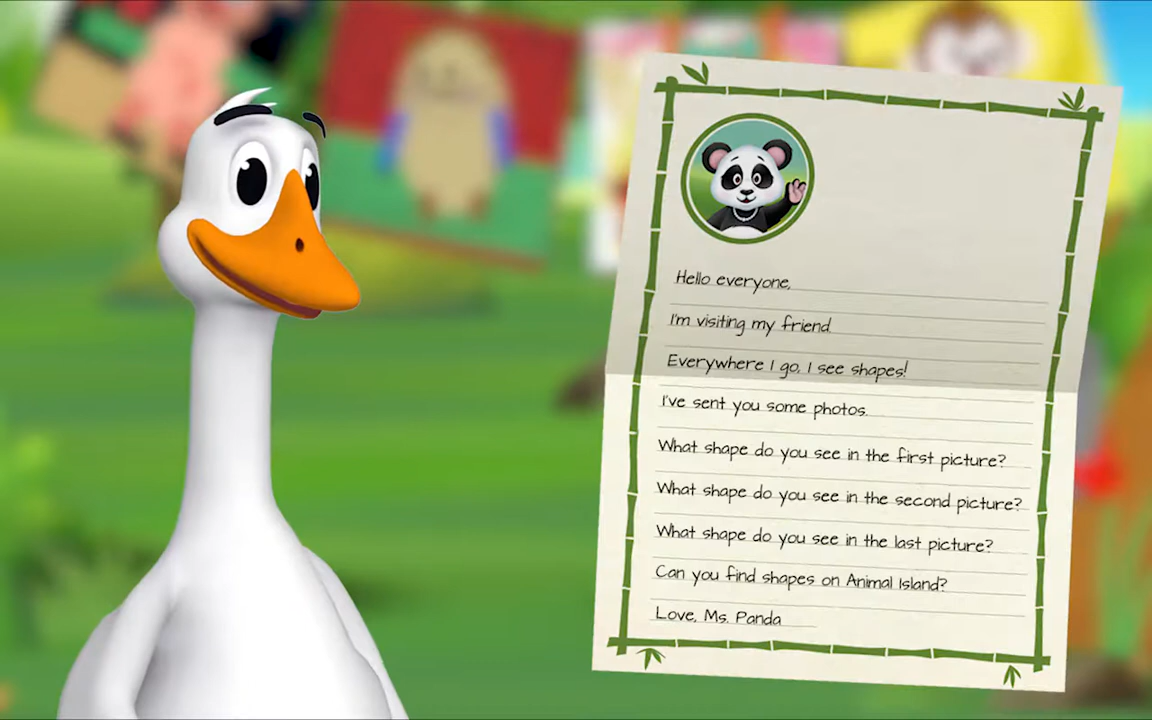 Hello everyone,
I'm visiting my friend.
Everywhere I go, I see shapes!
I've sent you some photos.
What shape do you see in the first picture?
What shape do you see in the second picture?
What shape do you see in the last picture?
Can you find shapes on Animal Island?
Love, Ms. Panda